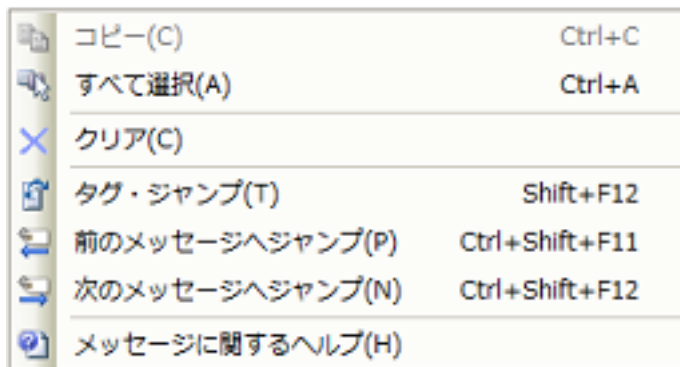 コピー(C) Ctrl+C
すべて選択(A) Ctrl+A
クリア(C)
タグ・ジャンプ(T) Shift+F12
前のメッセージへジャンプ(P) Ctrl+Shift+F11
次のメッセージへジャンプ(N) Ctrl+Shift+F12
メッセージに関するヘルプ(H)